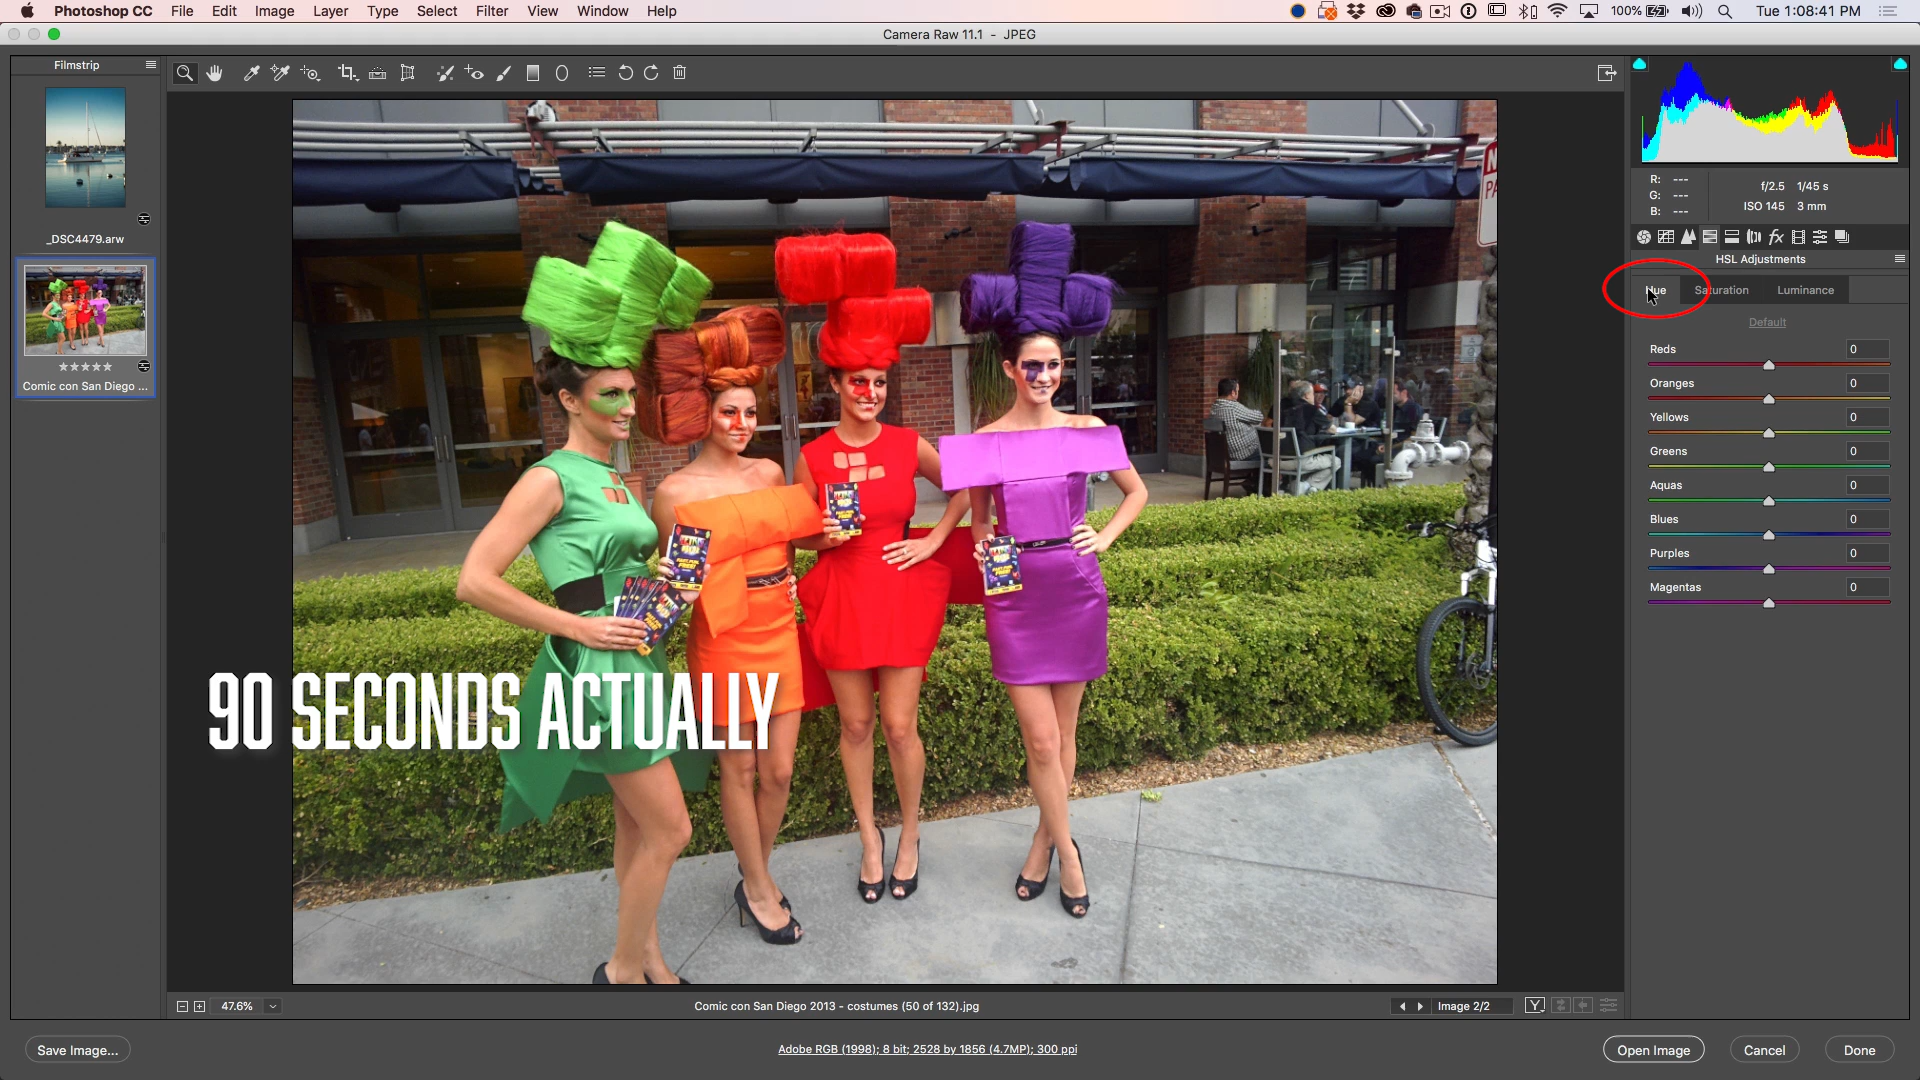 Photoshop CC File Edit Image Layer Type Select Filter View Window Help 100% Tue 1:08:41 PM
Camera Raw 11.1 - JPEG
Filmstrip
_DSC4479.arw
Comic con San Diego ...
90 SECONDS ACTUALLY
47.6%
Comic con San Diego 2013 - costumes (50 of 132).jpg
Image 2/2
Y
R: ---
G: ---
B: ---
f/2.5 1/45 s
ISO 145 3 mm
fx
HSL Adjustments
Hue Saturation Luminance
Default
Reds 0
Oranges 0
Yellows 0
Greens 0
Aquas 0
Blues 0
Purples 0
Magentas 0
Save Image...
Adobe RGB (1998); 8 bit; 2528 by 1856 (4.7MP); 300 ppi
Open Image Cancel Done